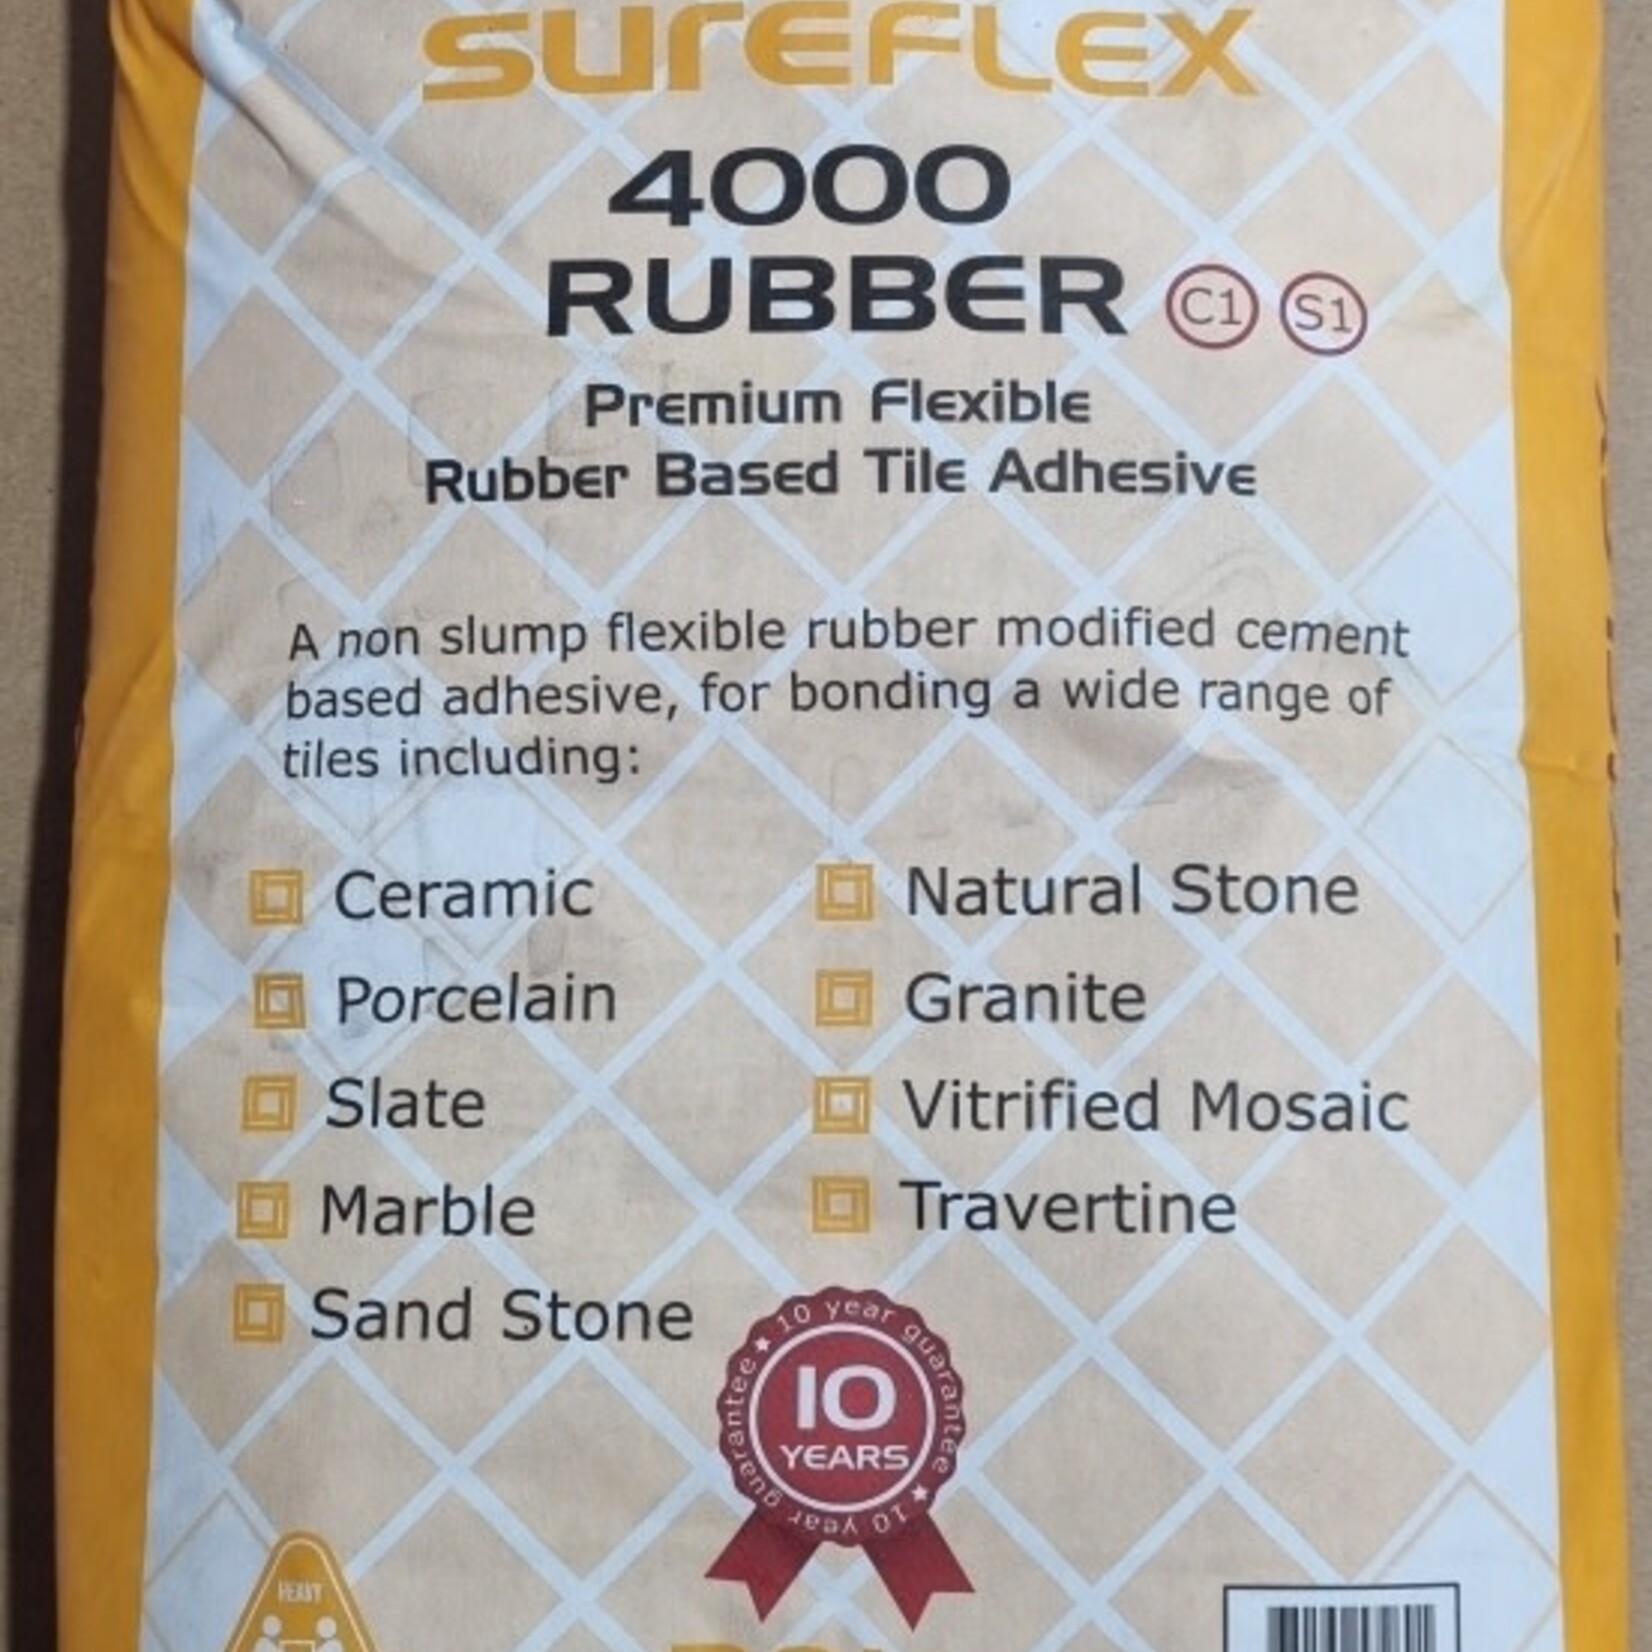 SUREFLEX
4000
RUBBER C1 S1
Premium Flexible
Rubber Based Tile Adhesive
A non slump flexible rubber modified cement
based adhesive, for bonding a wide range of
tiles including:
Ceramic
Porcelain
Slate
Marble
Sand Stone
Natural Stone
Granite
Vitrified Mosaic
Travertine
10 year guarantee
10
YEARS
10 year guarantee
HEAVY